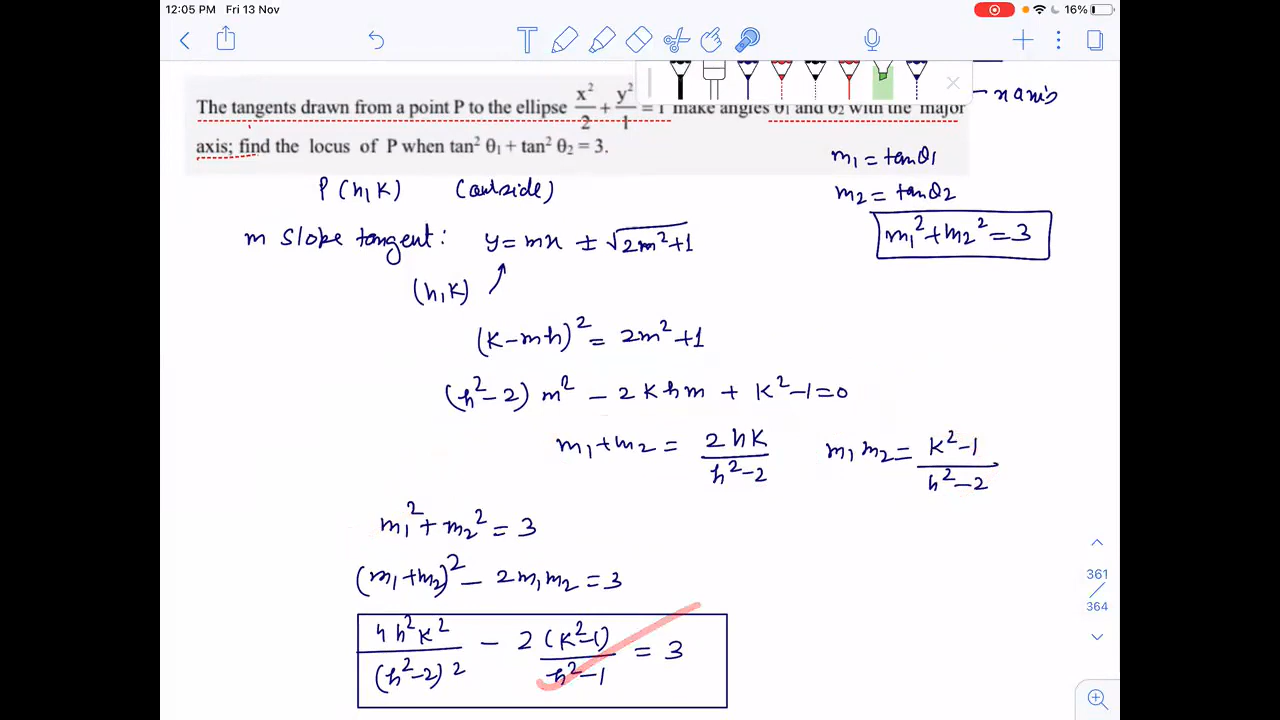 12:05 PM Fri 13 Nov 16%
The tangents drawn from a point P to the ellipse x²/2 + y²/1 = 1 make angles θ1 and θ2 with the major
axis; find the locus of P when tan² θ1 + tan² θ2 = 3.
- x axis
m1 = tanθ1
m2 = tanθ2
m1² + m2² = 3
P (h, K) (outside)
m slope tangent: y = mx ± √(2m²+1)
(h, K)
(K - mh)² = 2m² + 1
(h² - 2) m² - 2Khm + K² - 1 = 0
m1 + m2 = 2hK/(h² - 2) m1 m2 = (K² - 1)/(h² - 2)
m1² + m2² = 3
(m1 + m2)² - 2m1m2 = 3
4h²K²/(h² - 2)² - 2(K² - 1)/(h² - 1) = 3
361
/
364